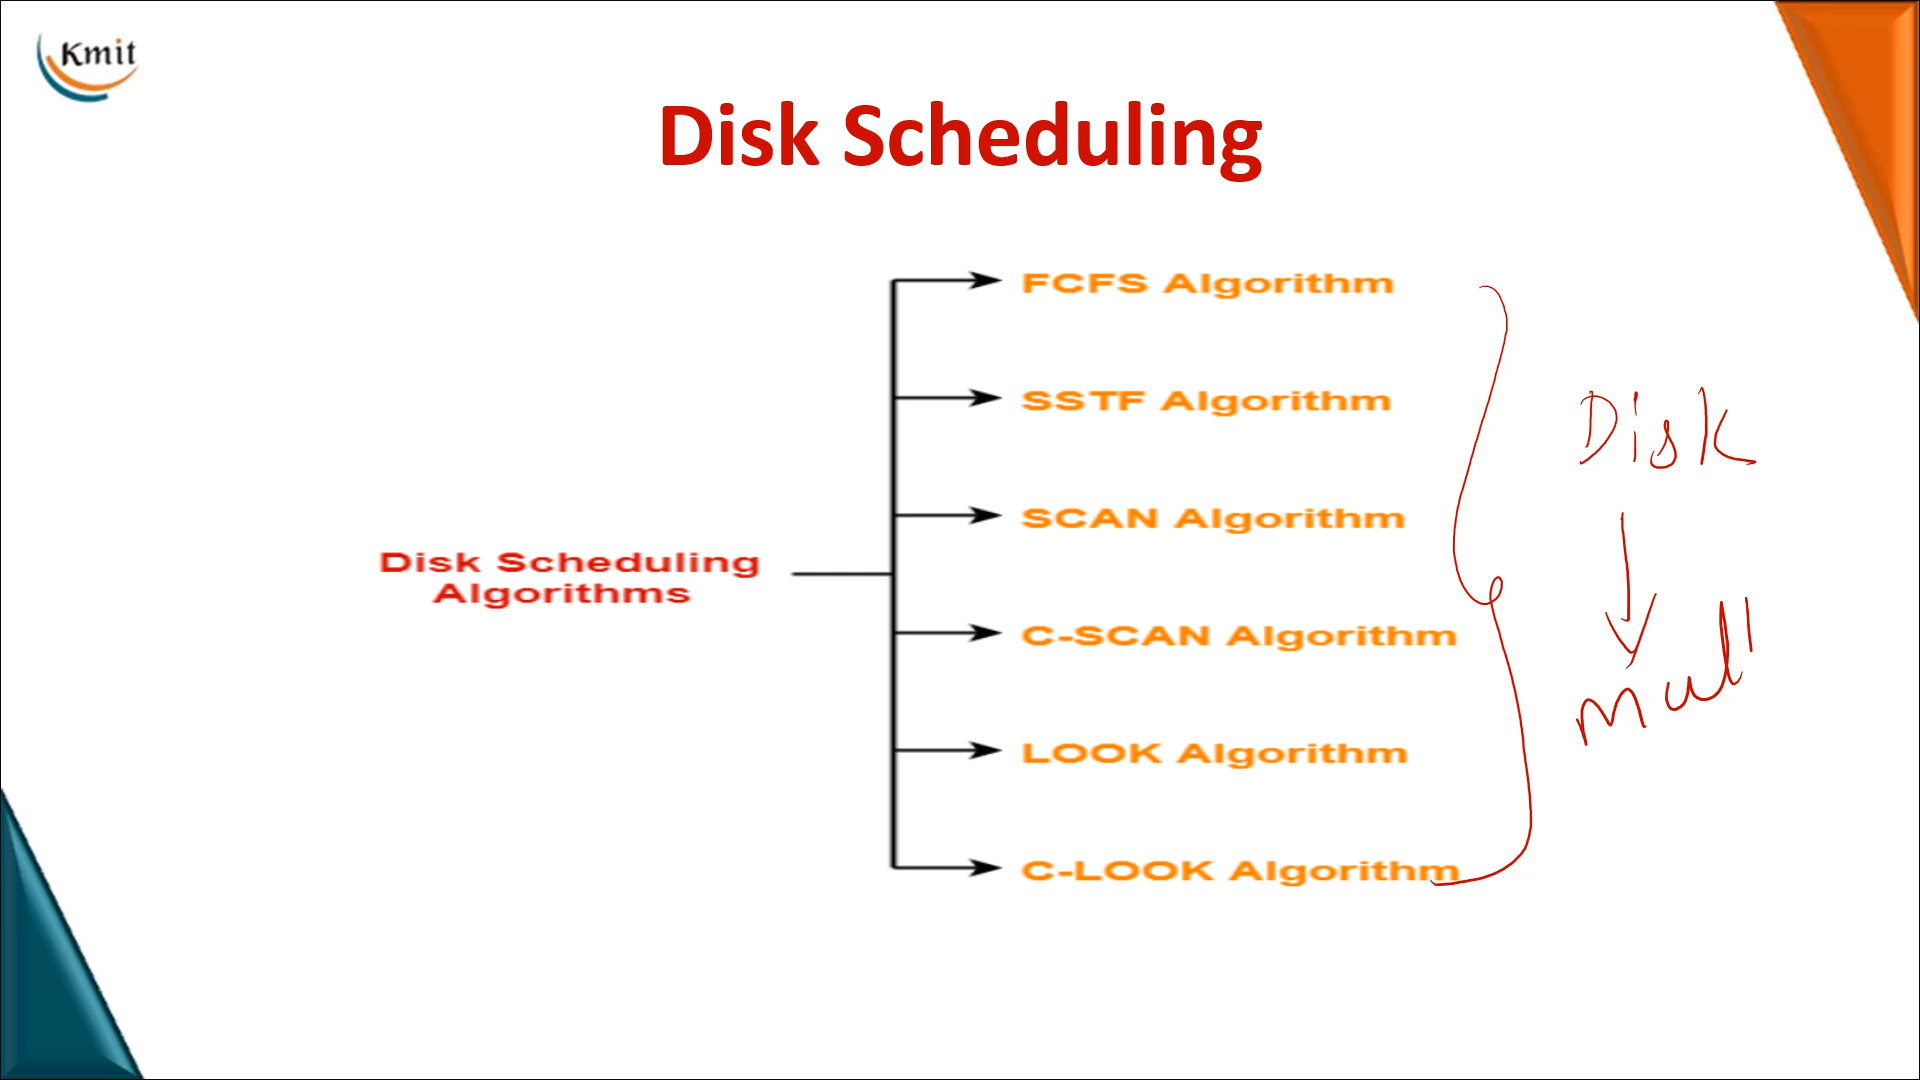 Kmit
Disk Scheduling
FCFS Algorithm
SSTF Algorithm
SCAN Algorithm
Disk Scheduling
Algorithms
C-SCAN Algorithm
LOOK Algorithm
C-LOOK Algorithm
Disk